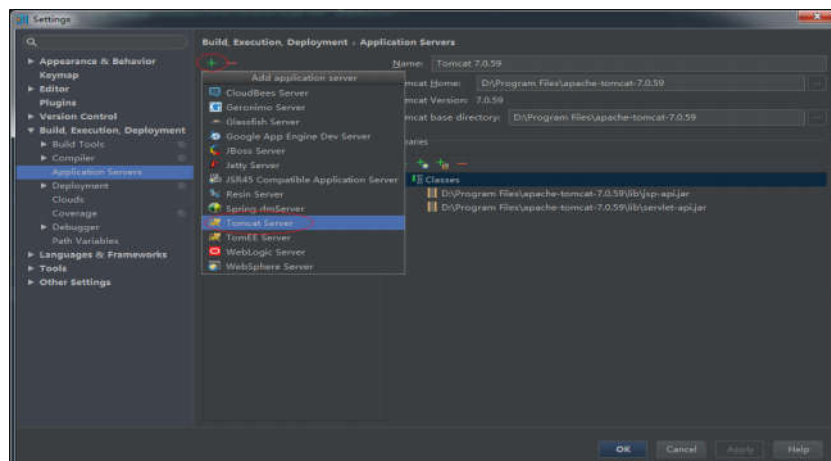 Settings
Appearance & Behavior
Keymap
Editor
Plugins
Version Control
Build, Execution, Deployment
Build Tools
Compiler
Application Servers
Deployment
Clouds
Coverage
Debugger
Path Variables
Languages & Frameworks
Tools
Other Settings
Build, Execution, Deployment › Application Servers
Add application server
CloudBees Server
Geronimo Server
Glassfish Server
Google App Engine Dev Server
JBoss Server
Jetty Server
JSR45 Compatible Application Server
Resin Server
Spring dmServer
Tomcat Server
TomEE Server
WebLogic Server
WebSphere Server
Name: Tomcat 7.0.59
mcat Home: D:\Program Files\apache-tomcat-7.0.59
mcat Version: 7.0.59
mcat base directory: D:\Program Files\apache-tomcat-7.0.59
raries
Classes
D:\Program Files\apache-tomcat-7.0.59\lib\jsp-api.jar
D:\Program Files\apache-tomcat-7.0.59\lib\servlet-api.jar
OK
Cancel
Apply
Help